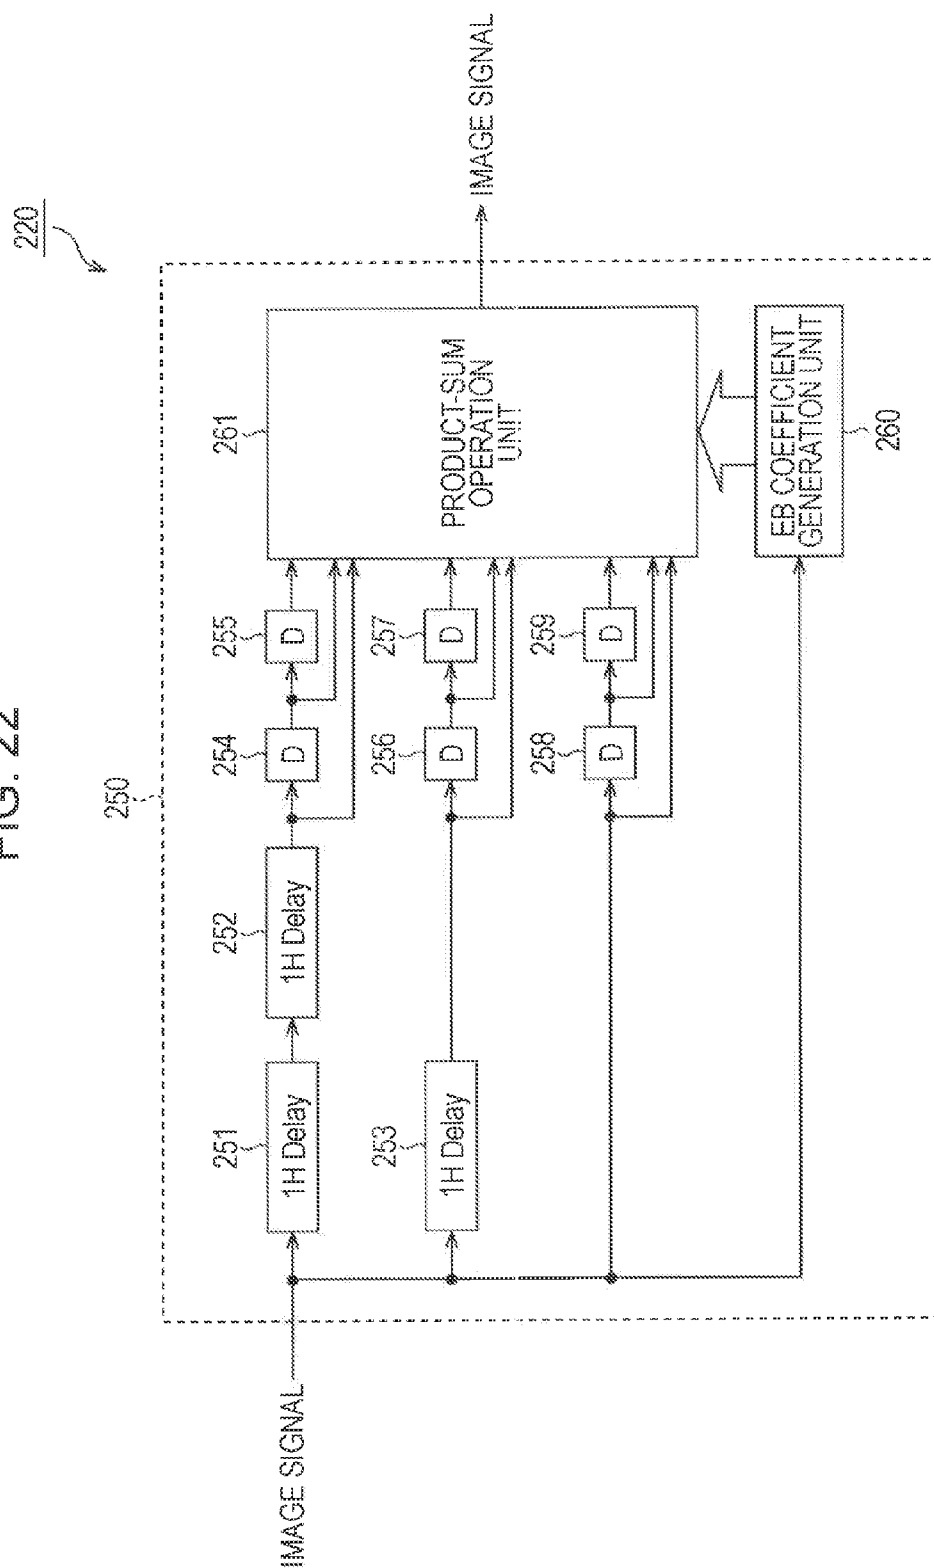 FIG. 22
220
250
IMAGE SIGNAL
251
1H Delay
252
1H Delay
254
D
255
D
253
1H Delay
256
D
257
D
258
D
259
D
261
PRODUCT-SUM
OPERATION
UNIT
EB COEFFICIENT
GENERATION UNIT
260
IMAGE SIGNAL